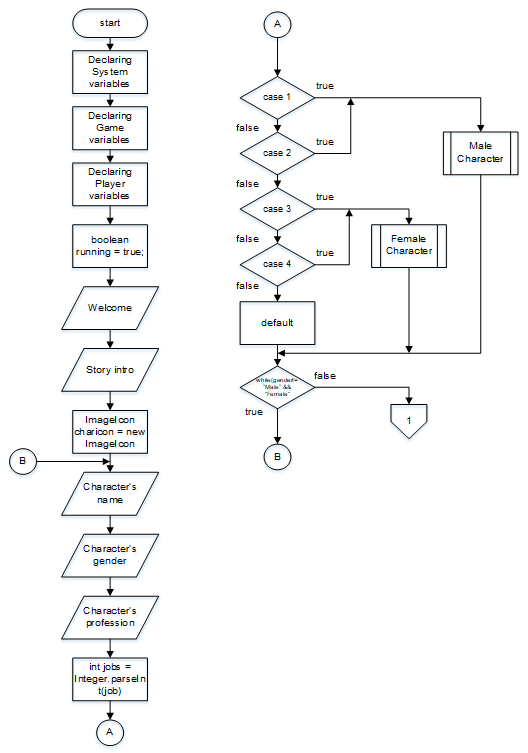 start
Declaring
System
variables
Declaring
Game
variables
Declaring
Player
variables
boolean
running = true;
Welcome
Story intro
ImageIcon
charicon = new
ImageIcon
B
Character's
name
Character's
gender
Character's
profession
int jobs =
Integer.parseIn
t(job)
A
A
case 1
true
false
case 2
true
false
case 3
true
false
case 4
true
false
Male
Character
Female
Character
default
while(gender!=
"Male" &&
"Female"
false
true
1
B